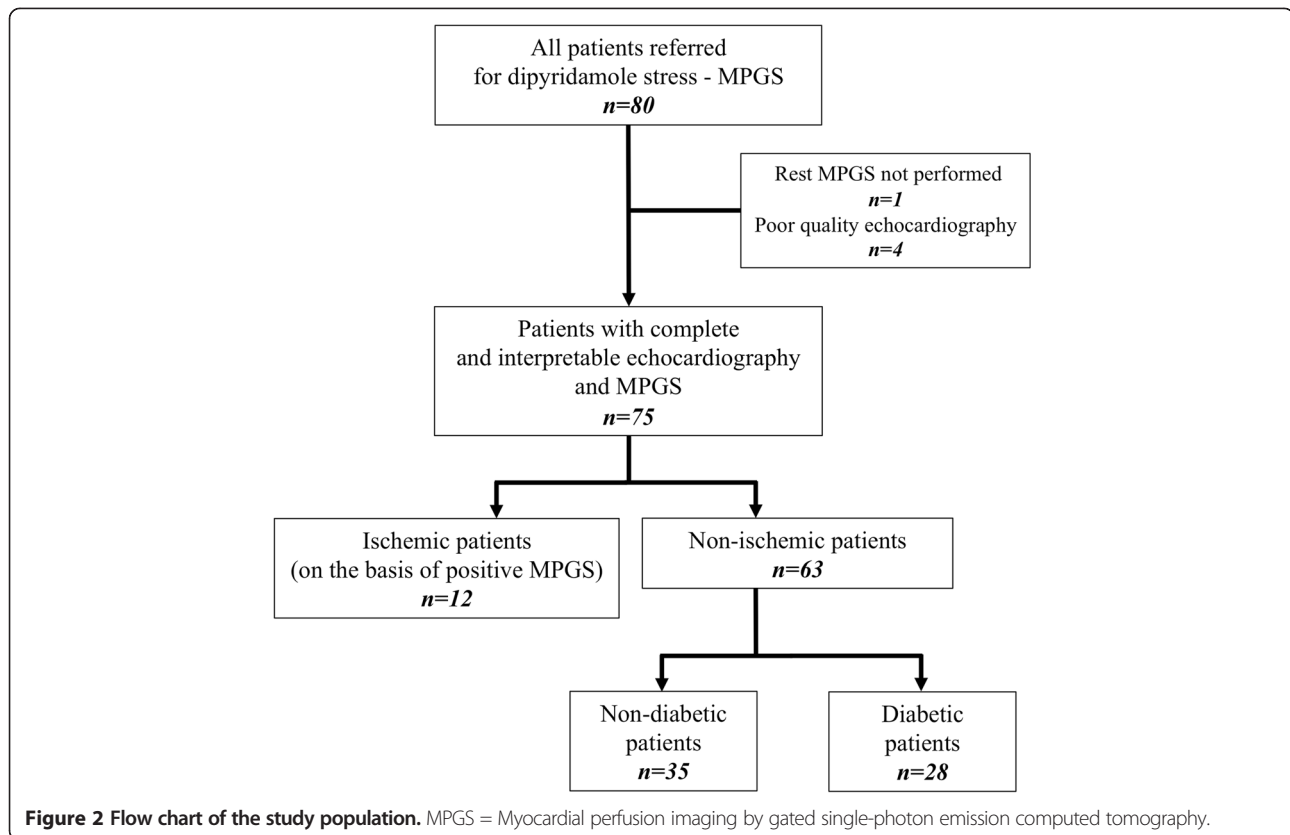 All patients referred
for dipyridamole stress - MPGS
n=80
Rest MPGS not performed
n=1
Poor quality echocardiography
n=4
Patients with complete
and interpretable echocardiography
and MPGS
n=75
Ischemic patients
(on the basis of positive MPGS)
n=12
Non-ischemic patients
n=63
Non-diabetic
patients
n=35
Diabetic
patients
n=28
Figure 2 Flow chart of the study population. MPGS = Myocardial perfusion imaging by gated single-photon emission computed tomography.